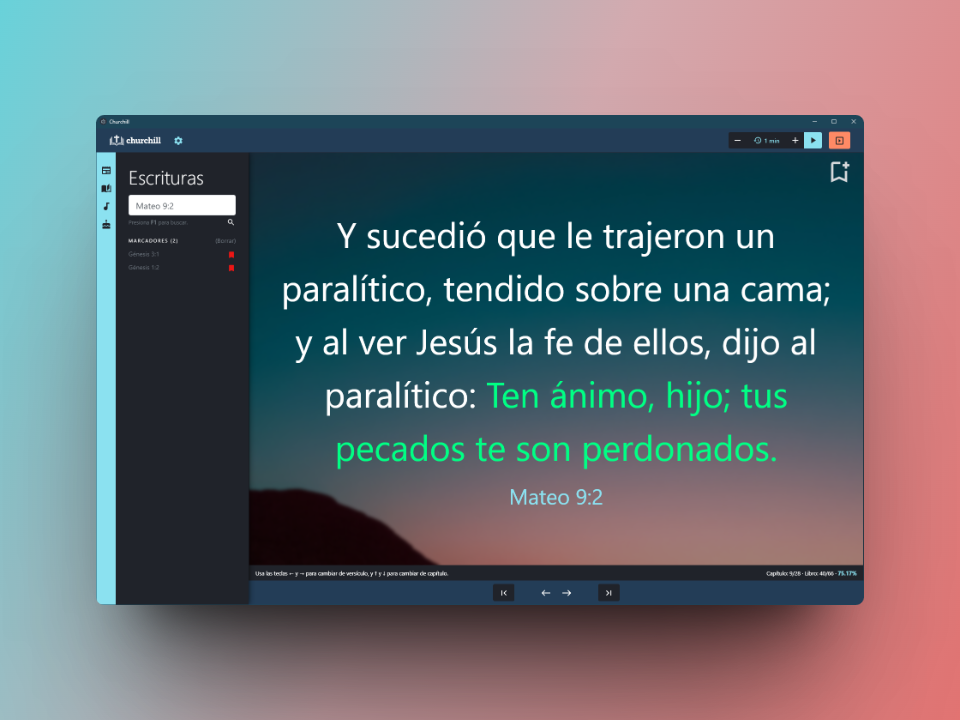 Churchill
churchill
1 min
Escrituras
Mateo 9:2
Presiona F1 para buscar
MARCADORES (2) (Borrar)
Génesis 3:1
Génesis 1:2
Y sucedió que le trajeron un
paralítico, tendido sobre una cama;
y al ver Jesús la fe de ellos, dijo al
paralítico: Ten ánimo, hijo; tus
pecados te son perdonados.
Mateo 9:2
Usa las teclas ← y → para cambiar de versículo, y ↑ y ↓ para cambiar de capítulo.
Capítulo: 9/28 · Libro: 40/66 · 75.17%